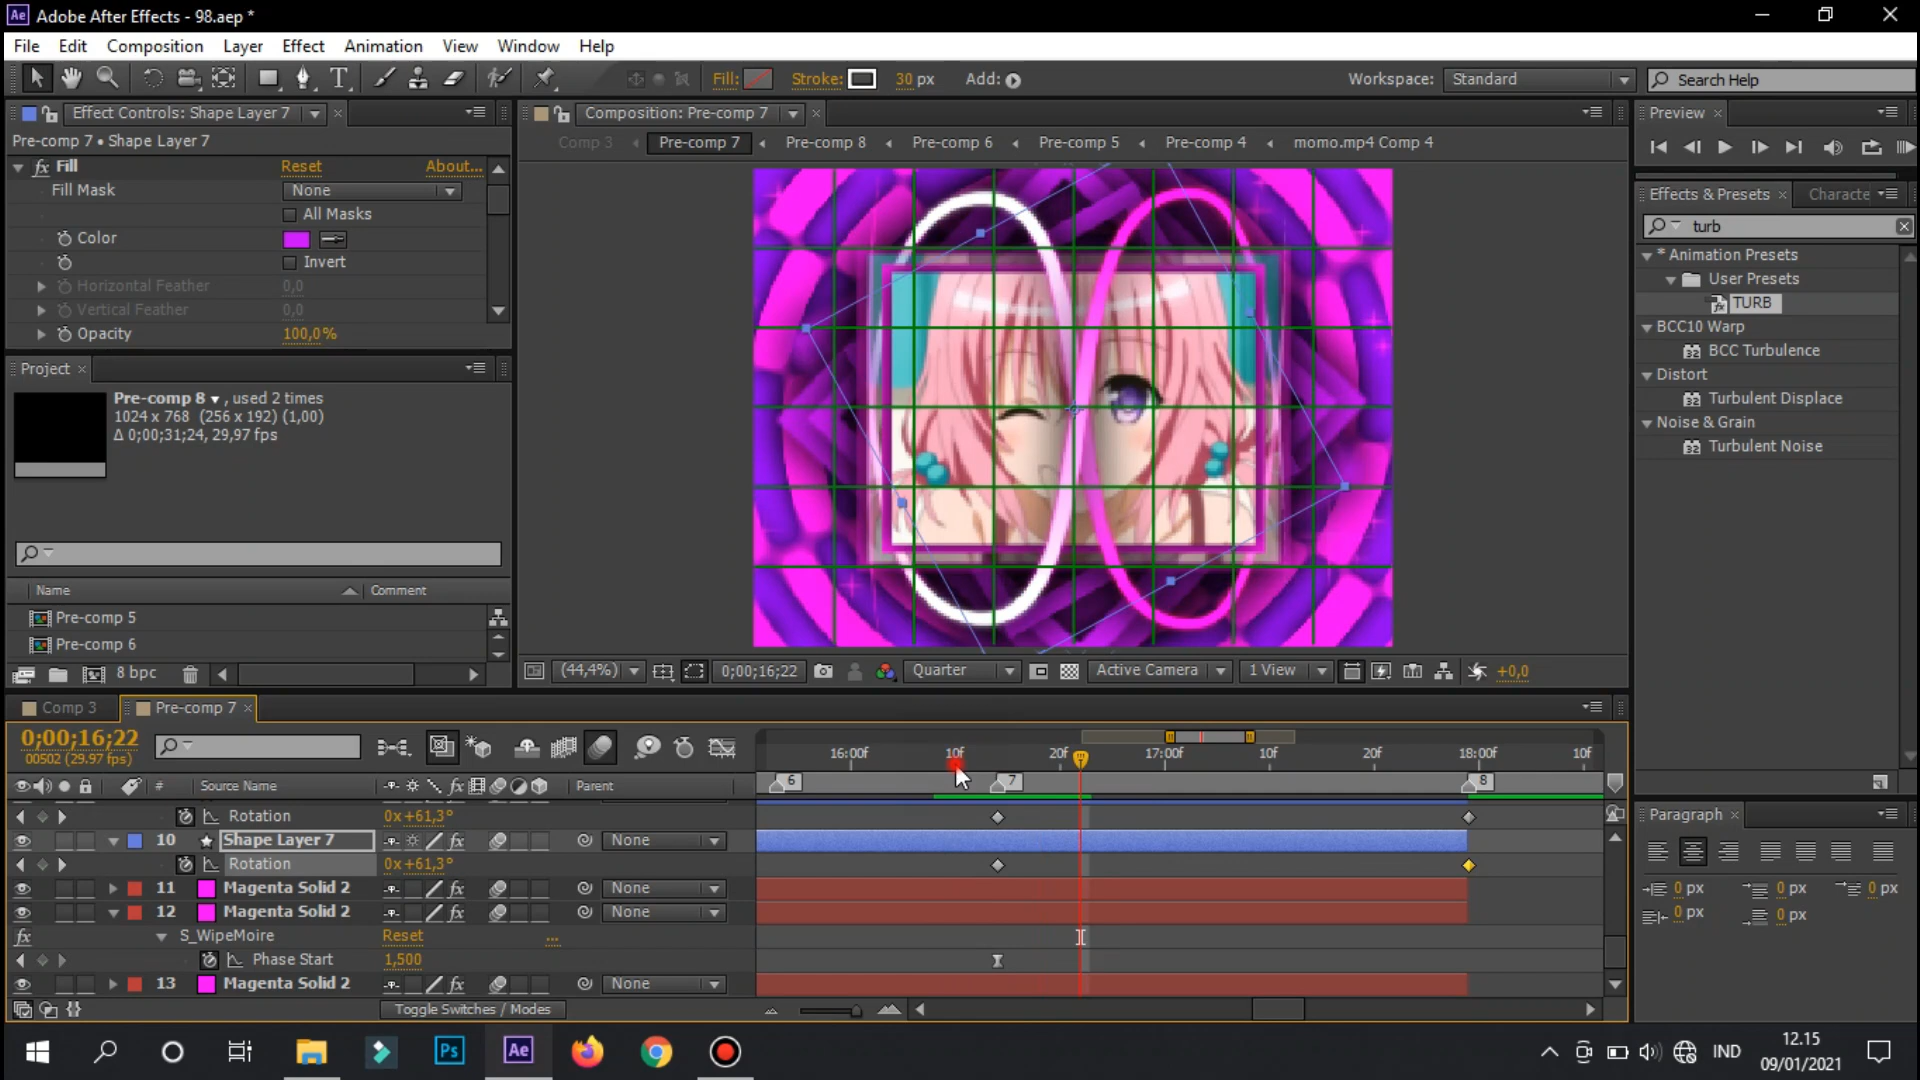 Ae Adobe After Effects - 98.aep *
File Edit Composition Layer Effect Animation View Window Help
Fill: Stroke: 30 px Add: Workspace: Standard Search Help
Effect Controls: Shape Layer 7
Pre-comp 7 • Shape Layer 7
fx Fill Reset About...
Fill Mask None
All Masks
Color
Invert
Horizontal Feather 0,0
Vertical Feather 0,0
Opacity 100,0%
Composition: Pre-comp 7
Comp 3 Pre-comp 7 Pre-comp 8 Pre-comp 6 Pre-comp 5 Pre-comp 4 momo.mp4 Comp 4
Preview
Effects & Presets Characte
turb
* Animation Presets
User Presets
TURB
BCC10 Warp
BCC Turbulence
Distort
Turbulent Displace
Noise & Grain
Turbulent Noise
Project
Pre-comp 8 , used 2 times
1024 x 768 (256 x 192) (1,00)
Δ 0;00;31;24, 29,97 fps
Name Comment
Pre-comp 5
Pre-comp 6
8 bpc
(44,4%) 0;00;16;22 Quarter Active Camera 1 View +0,0
Comp 3 Pre-comp 7
0;00;16;22
00502 (29.97 fps)
16:00f 10f 20f 17:00f 10f 20f 18:00f 10f
6 7 8
# Source Name fx Parent
Rotation 0x+61,3°
10 Shape Layer 7 None
Rotation 0x+61,3°
11 Magenta Solid 2 fx None
12 Magenta Solid 2 fx None
fx S_WipeMoire Reset ...
Phase Start 1,500
13 Magenta Solid 2 fx None
Toggle Switches / Modes
Paragraph
0 px 0 px 0 px
0 px 0 px
Ps Ae
IND
12.15
09/01/2021